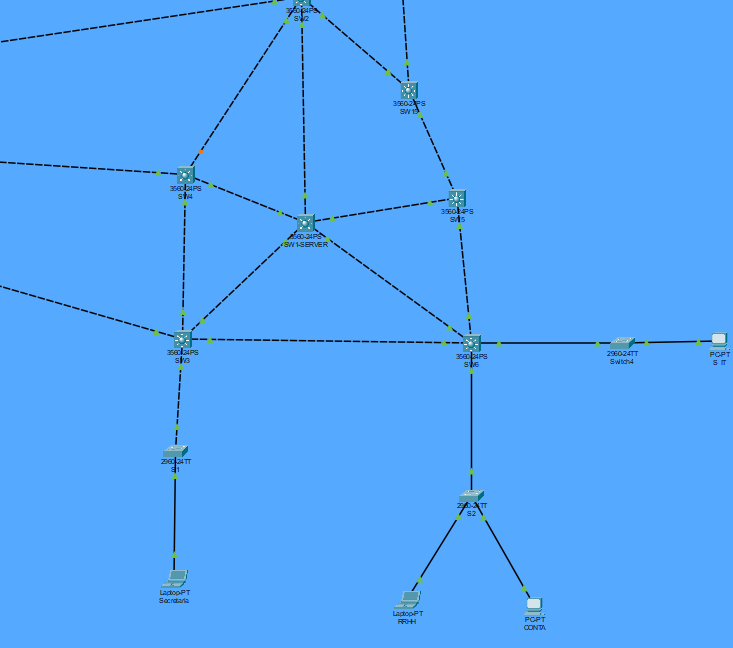 3560-24PS
SW2
3560-24PS
3560-24PS
SW4
3560-24PS
SW5
3560-24PS
SW1-SERVER
3560-24PS
SW3
3560-24PS
SW6
2960-24TT
Switch4
PC-PT
S_IT
2960-24TT
S1
2960-24TT
S2
Laptop-PT
Secretaria
Laptop-PT
RRHH
PC-PT
CONTA